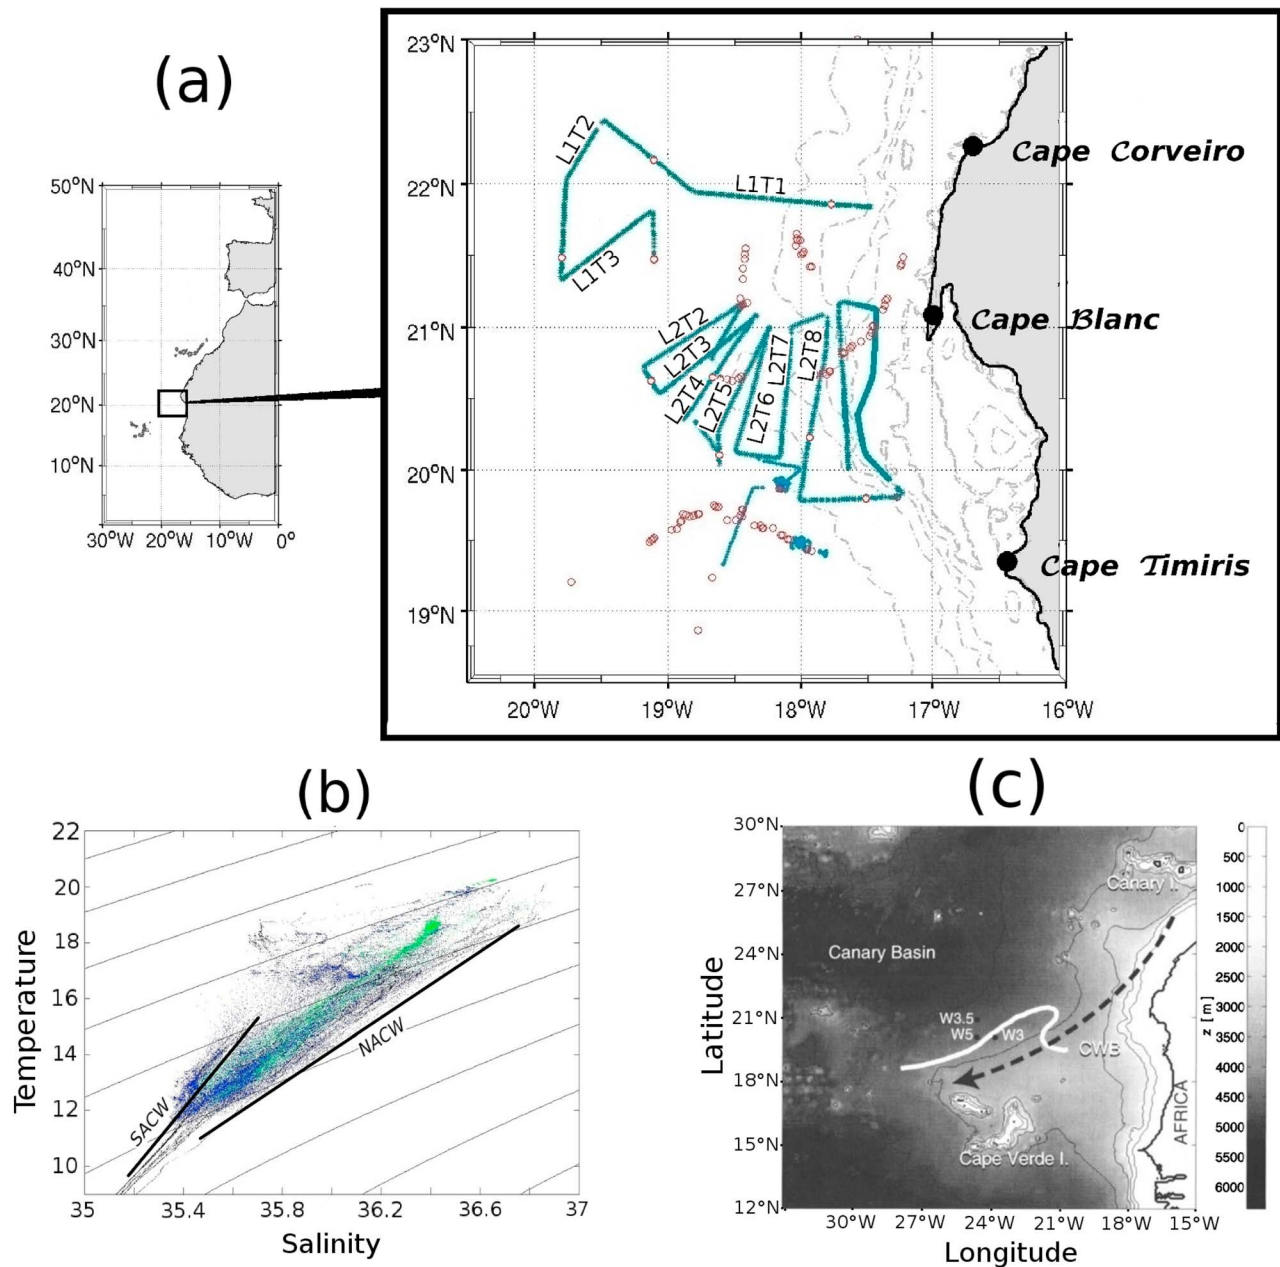 (a)
50°N
40°N
30°N
20°N
10°N
30°W 20°W 10°W 0°
23°N
22°N
21°N
20°N
19°N
20°W 19°W 18°W 17°W 16°W
L1T2
L1T1
L1T3
L2T2
L2T3
L2T4
L2T5
L2T6
L2T7
L2T8
Cape Corveiro
Cape Blanc
Cape Timiris
(b)
Temperature
22
20
18
16
14
12
10
35 35.4 35.8 36.2 36.6 37
Salinity
SACW
NACW
(c)
Latitude
30°N
27°N
24°N
21°N
18°N
15°N
12°N
30°W 27°W 24°W 21°W 18°W 15°W
Longitude
Canary I.
Canary Basin
W3.5
W5 W3
CWB
Cape Verde I.
AFRICA
0
500
1000
1500
2000
2500
3000
3500
4000
4500
5000
5500
6000
z [m]